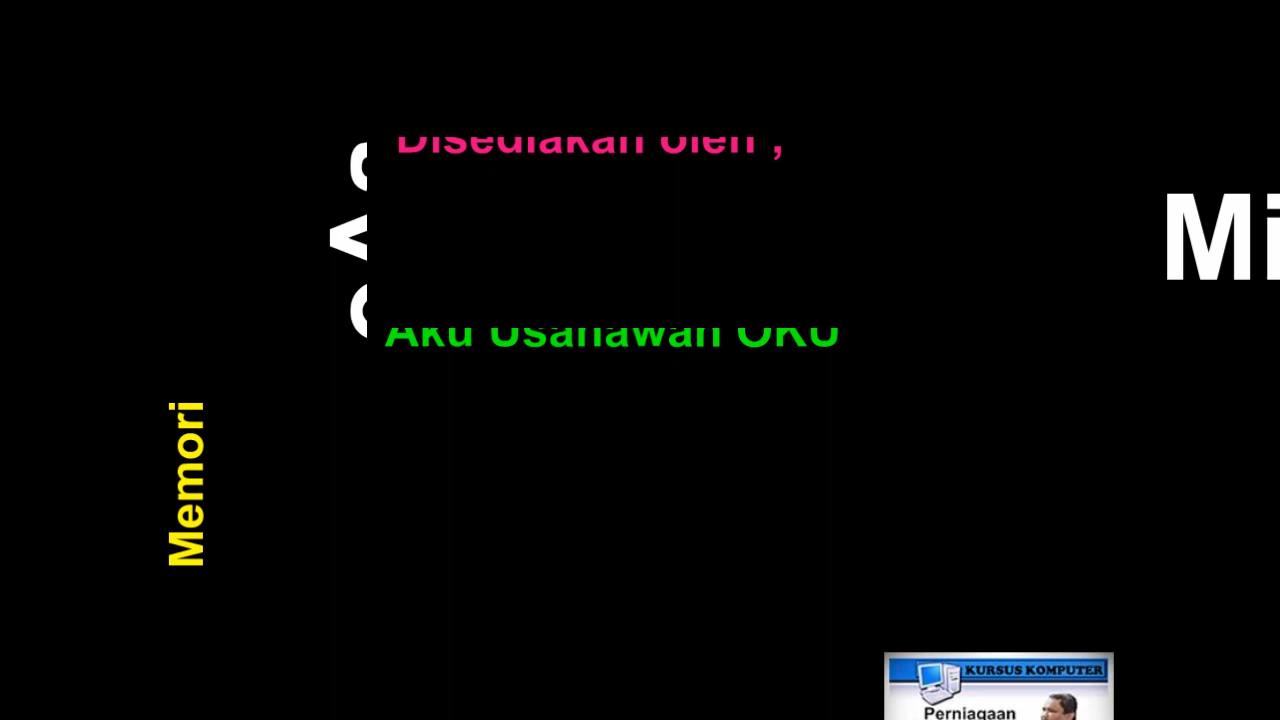 Disediakan oleh ,
Mi
Aku Usahawan OKU
Memori
KURSUS KOMPUTER
Perniagaan